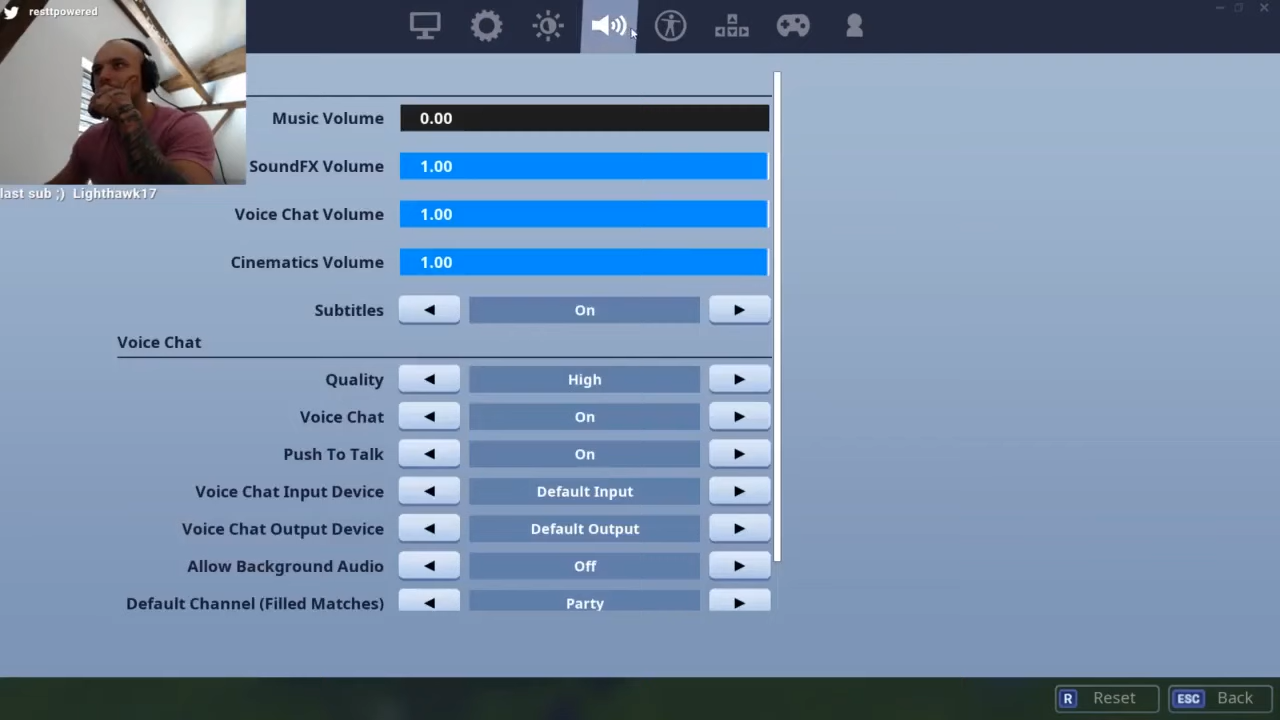 resttpowered
last sub ;) Lighthawk17
Music Volume 0.00
SoundFX Volume 1.00
Voice Chat Volume 1.00
Cinematics Volume 1.00
Subtitles On
Voice Chat
Quality High
Voice Chat On
Push To Talk On
Voice Chat Input Device Default Input
Voice Chat Output Device Default Output
Allow Background Audio Off
Default Channel (Filled Matches) Party
R Reset ESC Back